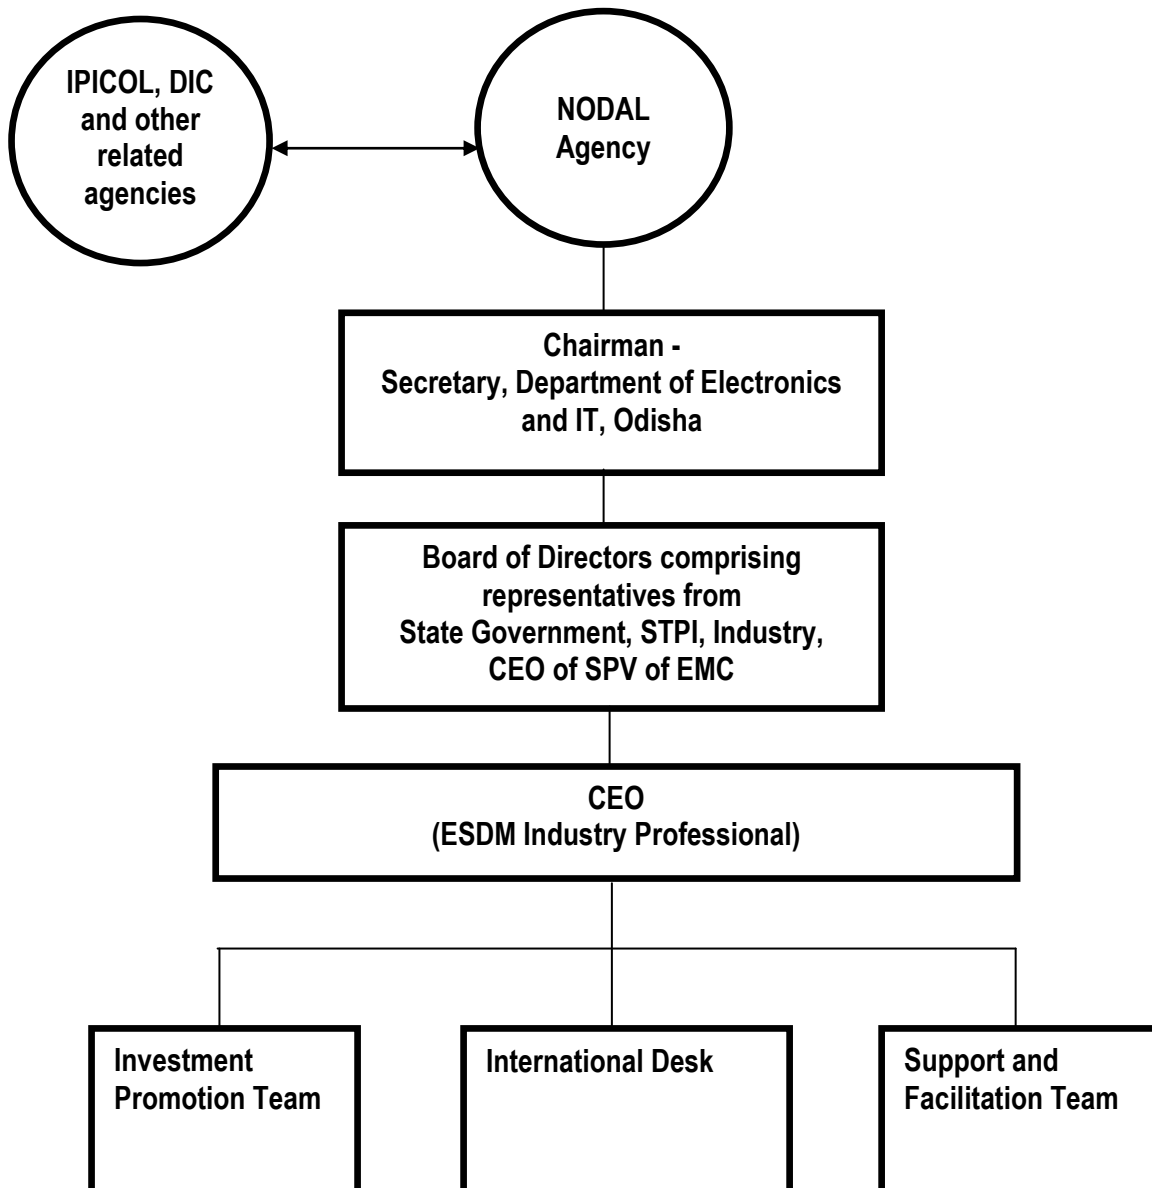 IPICOL, DIC
and other
related
agencies
NODAL
Agency
Chairman -
Secretary, Department of Electronics
and IT, Odisha
Board of Directors comprising
representatives from
State Government, STPI, Industry,
CEO of SPV of EMC
CEO
(ESDM Industry Professional)
Investment
Promotion Team
International Desk
Support and
Facilitation Team